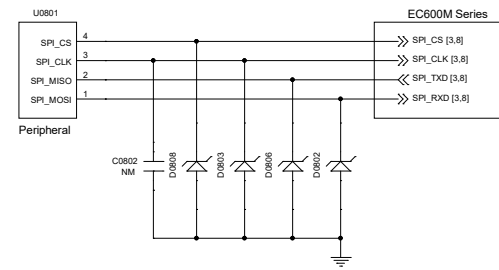 U0801
EC600M Series
SPI_CS 4 SPI_CS [3,8]
SPI_CLK 3 SPI_CLK [3,8]
SPI_MISO 2 SPI_TXD [3,8]
SPI_MOSI 1 SPI_RXD [3,8]
Peripheral
C0802
NM
D0808
D0803
D0806
D0802